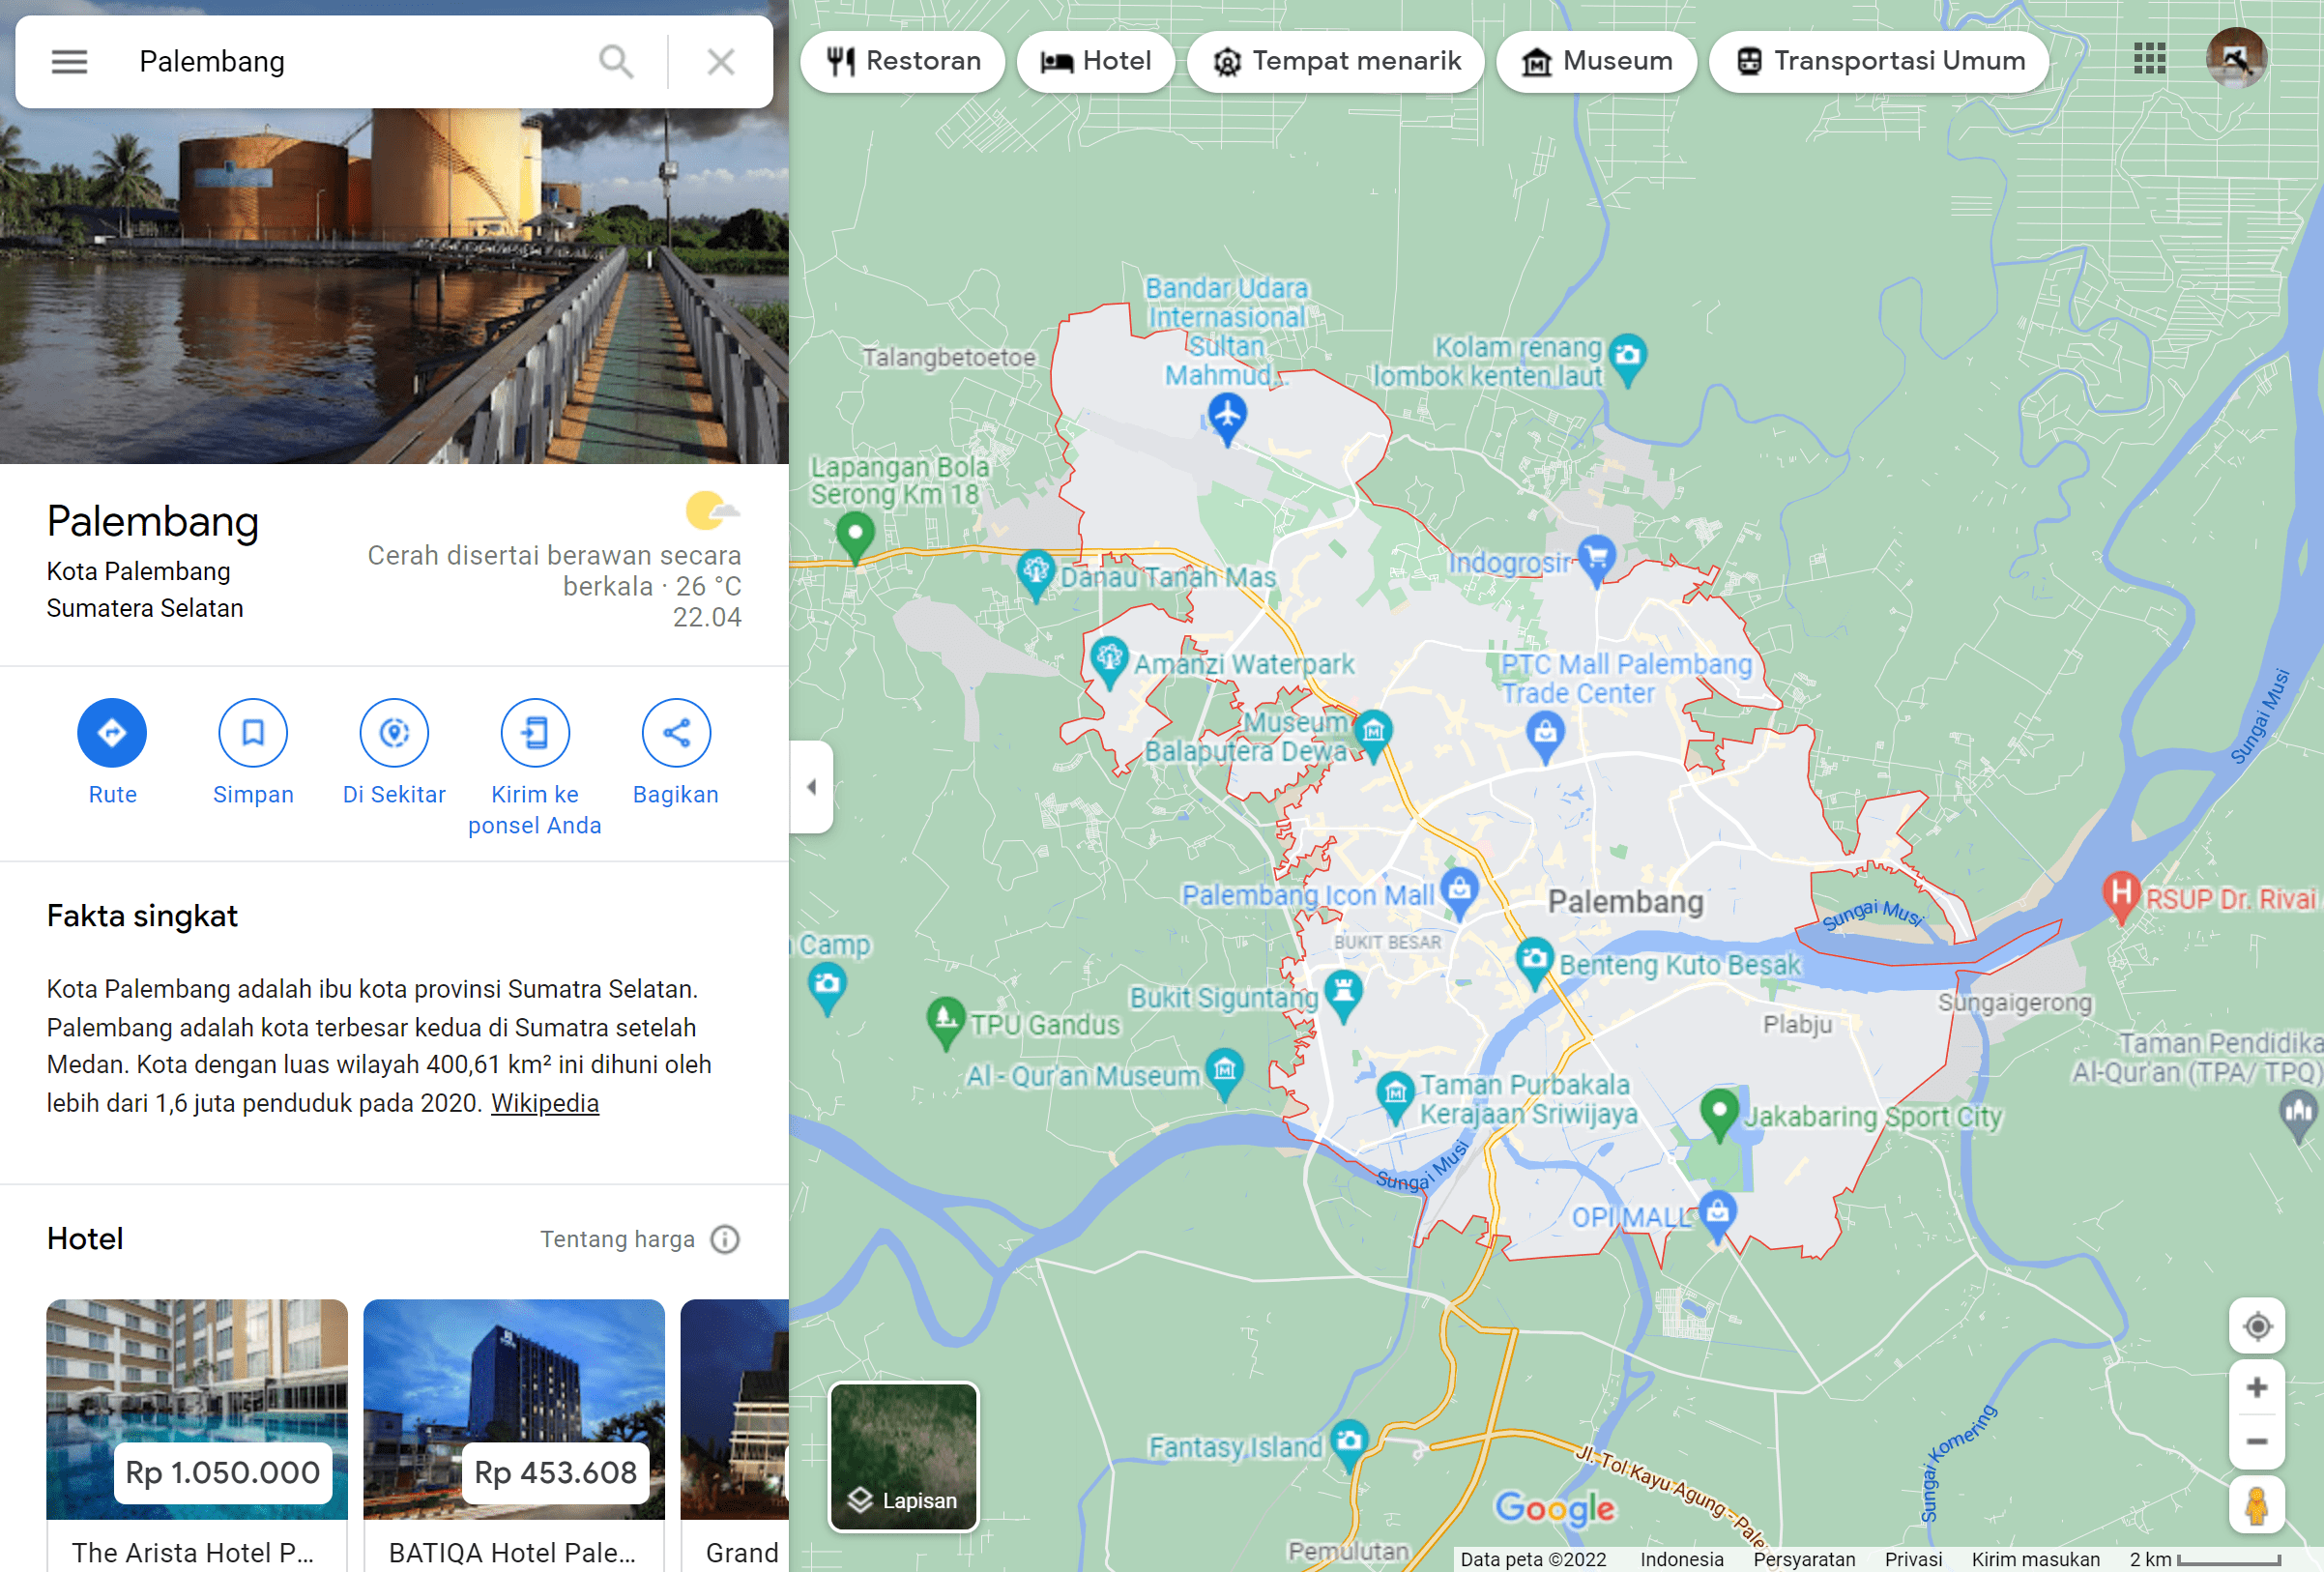 Palembang
Restoran
Hotel
Tempat menarik
Museum
Transportasi Umum
Palembang
Kota Palembang
Sumatera Selatan
Cerah disertai berawan secara
berkala · 26 °C
22.04
Rute
Simpan
Di Sekitar
Kirim ke
ponsel Anda
Bagikan
Fakta singkat
Kota Palembang adalah ibu kota provinsi Sumatra Selatan.
Palembang adalah kota terbesar kedua di Sumatra setelah
Medan. Kota dengan luas wilayah 400,61 km² ini dihuni oleh
lebih dari 1,6 juta penduduk pada 2020. Wikipedia
Hotel
Tentang harga
Rp 1.050.000
Rp 453.608
The Arista Hotel P...
BATIQA Hotel Pale...
Grand
Bandar Udara
Internasional
Sultan
Mahmud...
Talangbetoetoe
Kolam renang
lombok kenten laut
Lapangan Bola
Serong Km 18
Indogrosir
Danau Tanah Mas
Amanzi Waterpark
PTC Mall Palembang
Trade Center
Museum
Balaputera Dewa
Sungai Musi
Palembang Icon Mall
Palembang
Sungai Musi
RSUP Dr. Rivai
BUKIT BESAR
Camp
Benteng Kuto Besak
Bukit Siguntang
Sungaigerong
TPU Gandus
Plabju
Taman Pendidika
Al-Qur'an (TPA/ TPQ)
Al - Qur'an Museum
Taman Purbakala
Kerajaan Sriwijaya
Jakabaring Sport City
Sungai Musi
OPI MALL
Fantasy Island
Jl. Tol Kayu Agung - Palem
Sungai Komering
Lapisan
Google
Pemulutan
Data peta ©2022
Indonesia
Persyaratan
Privasi
Kirim masukan
2 km